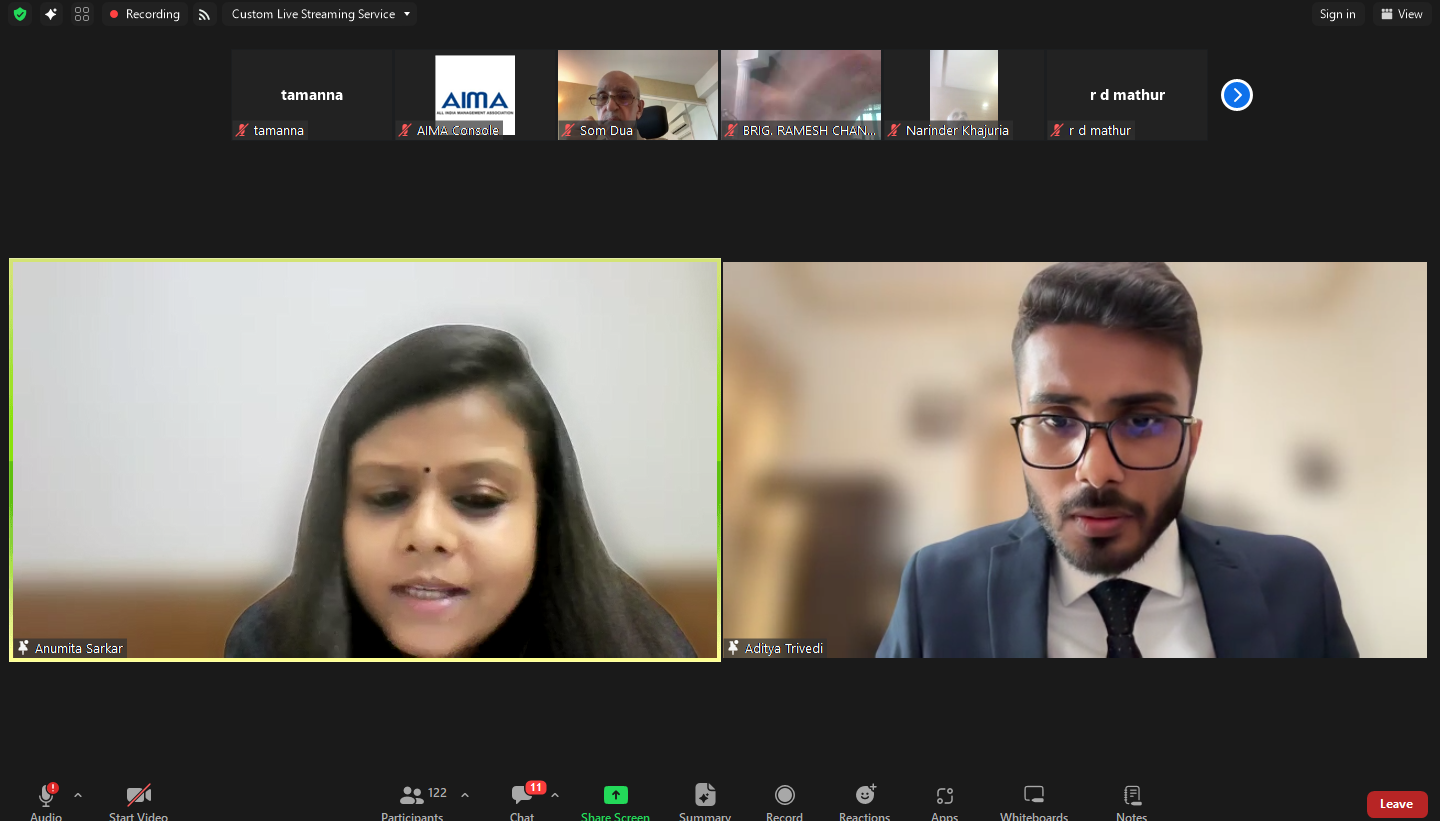 Recording
Custom Live Streaming Service
Sign in
View
tamanna
tamanna
AIMA
ALL INDIA MANAGEMENT ASSOCIATION
AIMA Console
Som Dua
BRIG. RAMESH CHAN...
Narinder Khajuria
r d mathur
r d mathur
Anumita Sarkar
Aditya Trivedi
Audio
Start Video
122
Participants
11
Chat
Share Screen
Summary
Record
Reactions
Apps
Whiteboards
Notes
Leave